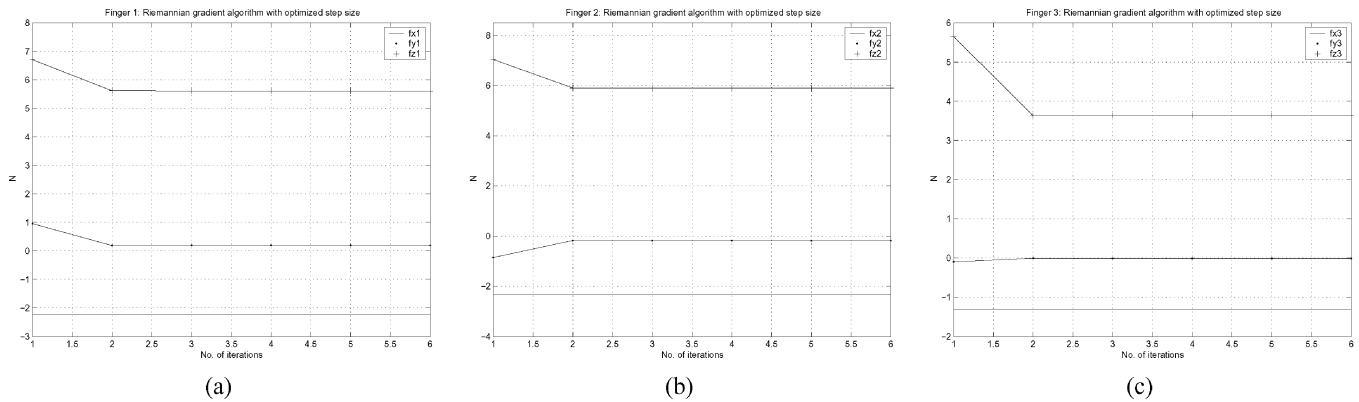 Finger 1: Riemannian gradient algorithm with optimized step size
fx1
fy1
fz1
8
7
6
5
4
3
2
1
0
−1
−2
−3
N
1 1.5 2 2.5 3 3.5 4 4.5 5 5.5 6
No. of iterations
(a)
Finger 2: Riemannian gradient algorithm with optimized step size
fx2
fy2
fz2
8
6
4
2
0
−2
−4
N
1 1.5 2 2.5 3 3.5 4 4.5 5 5.5 6
No. of iterations
(b)
Finger 3: Riemannian gradient algorithm with optimized step size
fx3
fy3
fz3
6
5
4
3
2
1
0
−1
−2
N
1 1.5 2 2.5 3 3.5 4 4.5 5 5.5 6
No. of iterations
(c)